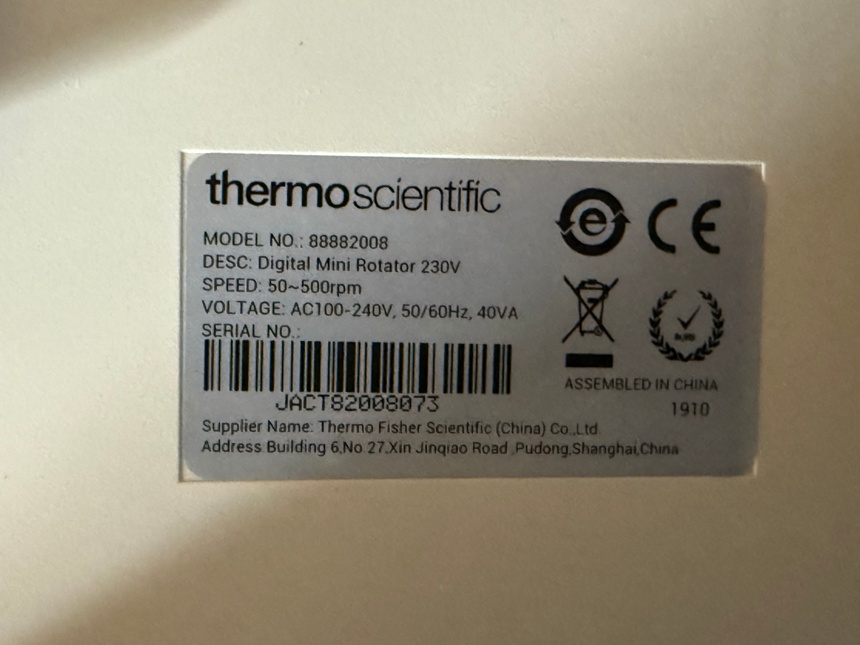 thermoscientific
MODEL NO.: 88882008
DESC: Digital Mini Rotator 230V
SPEED: 50~500rpm
VOLTAGE: AC100-240V, 50/60Hz, 40VA
SERIAL NO.:
JACT82008073
Supplier Name: Thermo Fisher Scientific (China) Co.,Ltd
Address:Building 6,No 27,Xin Jinqiao Road ,Pudong,Shanghai,China
e
CE
RoHS
ASSEMBLED IN CHINA
1910